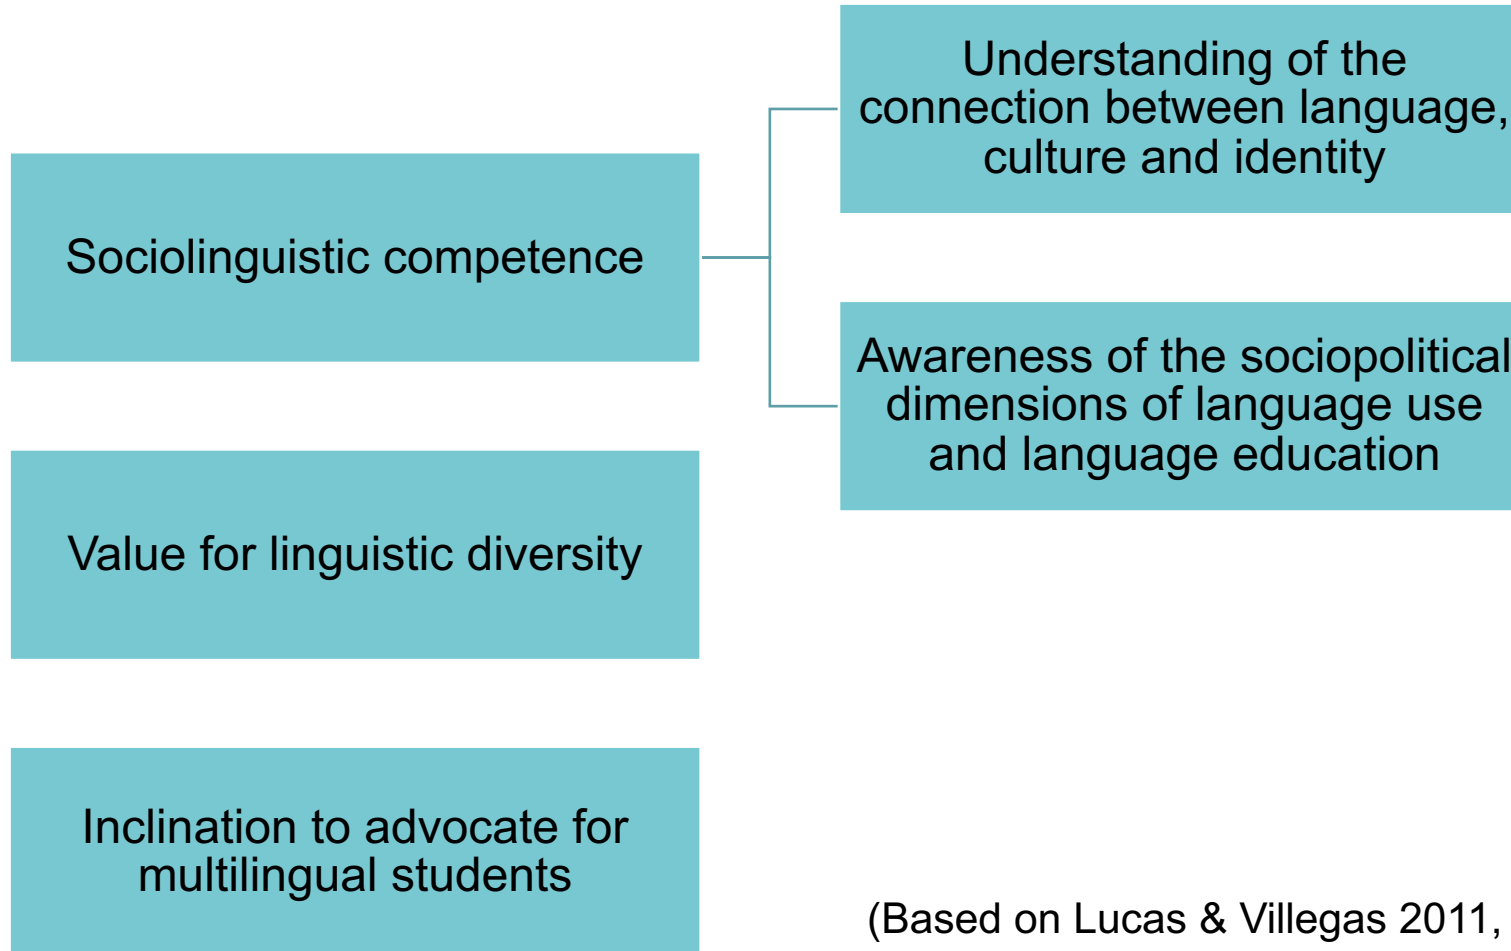 Sociolinguistic competence
Understanding of the
connection between language,
culture and identity
Awareness of the sociopolitical
dimensions of language use
and language education
Value for linguistic diversity
Inclination to advocate for
multilingual students
(Based on Lucas & Villegas 2011,